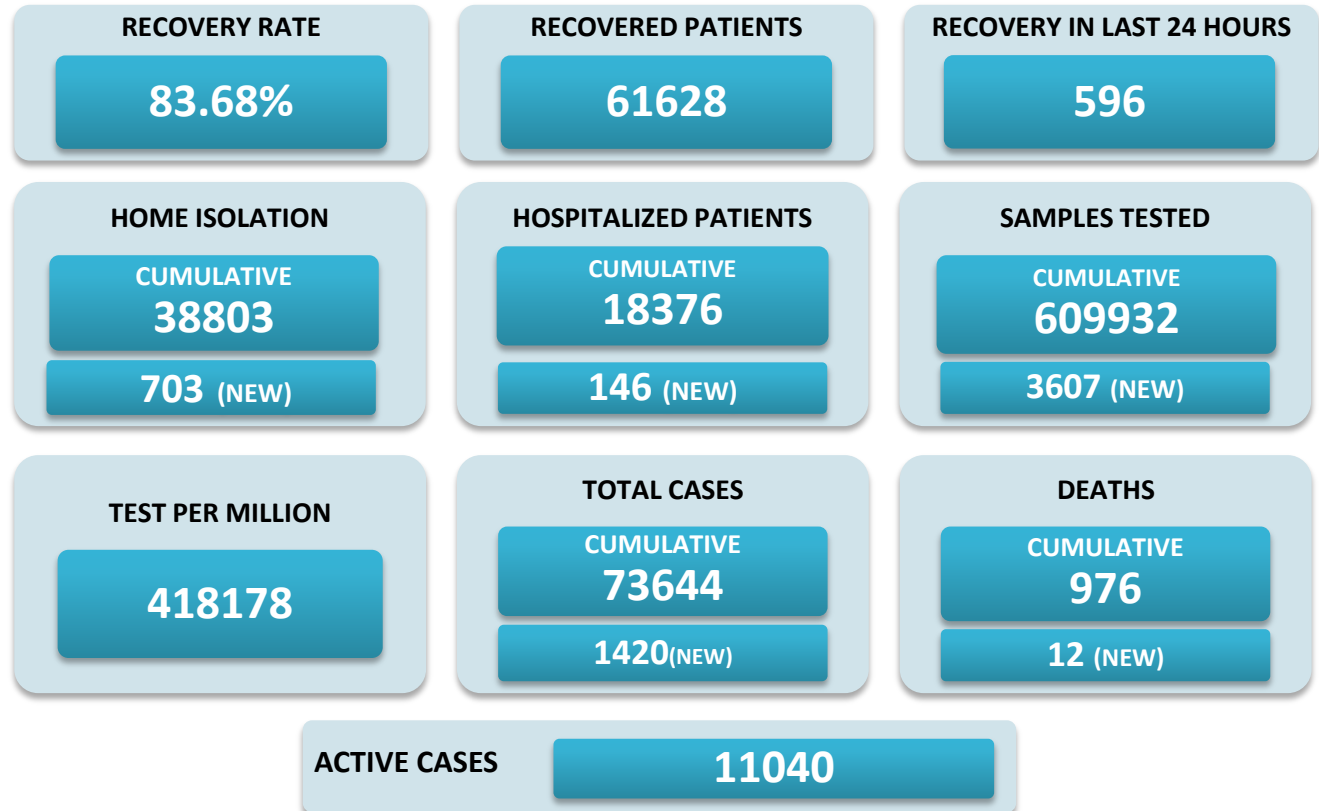 RECOVERY RATE
83.68%
RECOVERED PATIENTS
61628
RECOVERY IN LAST 24 HOURS
596
HOME ISOLATION
CUMULATIVE
38803
703 (NEW)
HOSPITALIZED PATIENTS
CUMULATIVE
18376
146 (NEW)
SAMPLES TESTED
CUMULATIVE
609932
3607 (NEW)
TEST PER MILLION
418178
TOTAL CASES
CUMULATIVE
73644
1420(NEW)
DEATHS
CUMULATIVE
976
12 (NEW)
ACTIVE CASES
11040